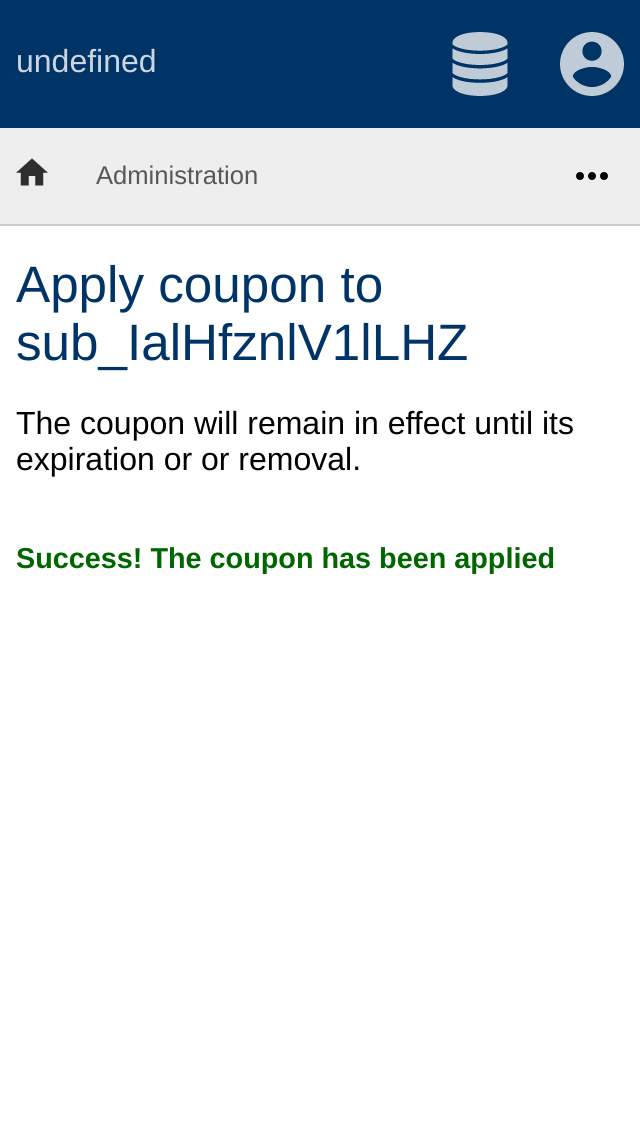 undefined
Administration
Apply coupon to
sub_IalHfznlV1lLHZ
The coupon will remain in effect until its
expiration or or removal.
Success! The coupon has been applied